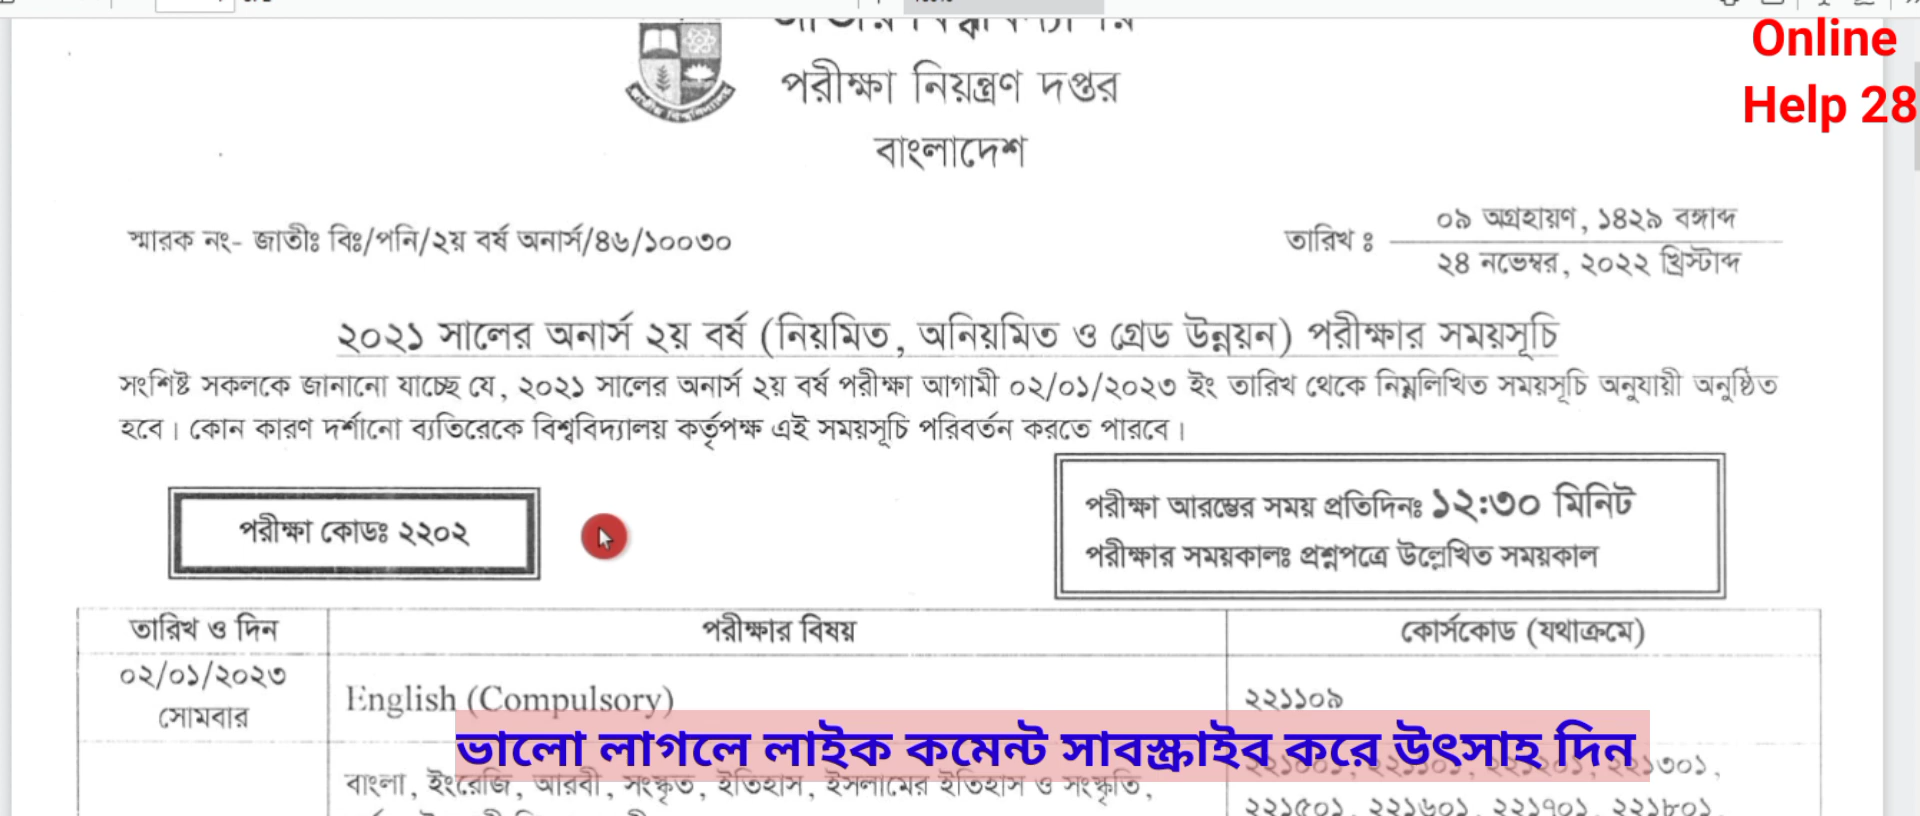 পরীক্ষা নিয়ন্ত্রণ দপ্তর
বাংলাদেশ
Online
Help 28
স্মারক নং- জাতীঃ বিঃ/পনি/২য় বর্ষ অনার্স/৪৬/১০০৩০
তারিখ ঃ
০৯ অগ্রহায়ণ, ১৪২৯ বঙ্গাব্দ
২৪ নভেম্বর, ২০২২ খ্রিস্টাব্দ
২০২১ সালের অনার্স ২য় বর্ষ (নিয়মিত, অনিয়মিত ও গ্রেড উন্নয়ন) পরীক্ষার সময়সূচি
সংশিষ্ট সকলকে জানানো যাচ্ছে যে, ২০২১ সালের অনার্স ২য় বর্ষ পরীক্ষা আগামী ০২/০১/২০২৩ ইং তারিখ থেকে নিম্নলিখিত সময়সূচি অনুযায়ী অনুষ্ঠিত
হবে। কোন কারণ দর্শানো ব্যতিরেকে বিশ্ববিদ্যালয় কর্তৃপক্ষ এই সময়সূচি পরিবর্তন করতে পারবে।
পরীক্ষা কোডঃ ২২০২
পরীক্ষা আরম্ভের সময় প্রতিদিনঃ ১২:৩০ মিনিট
পরীক্ষার সময়কালঃ প্রশ্নপত্রে উল্লেখিত সময়কাল
তারিখ ও দিন
পরীক্ষার বিষয়
কোর্সকোড (যথাক্রমে)
০২/০১/২০২৩
সোমবার
English (Compulsory)
২২১১০৯
ভালো লাগলে লাইক কমেন্ট সাবস্ক্রাইব করে উৎসাহ দিন
বাংলা, ইংরেজি, আরবী, সংস্কৃত, ইতিহাস, ইসলামের ইতিহাস ও সংস্কৃতি,
২২১০০১, ২২১১০১, ২২১২০১, ২২১৩০১,
২২১৫০১, ২২১৬০১, ২২১৭০১, ২২১৮০১,